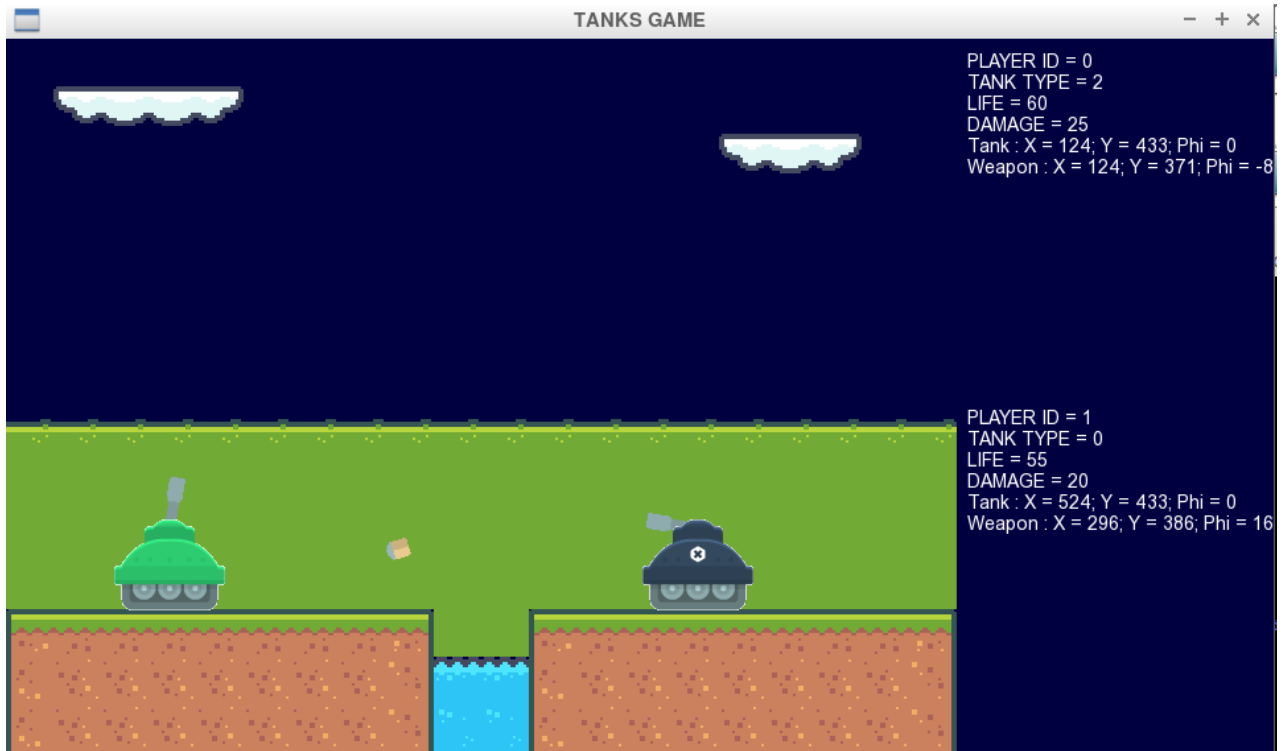 TANKS GAME
PLAYER ID = 0
TANK TYPE = 2
LIFE = 60
DAMAGE = 25
Tank : X = 124; Y = 433; Phi = 0
Weapon : X = 124; Y = 371; Phi = -8
PLAYER ID = 1
TANK TYPE = 0
LIFE = 55
DAMAGE = 20
Tank : X = 524; Y = 433; Phi = 0
Weapon : X = 296; Y = 386; Phi = 16